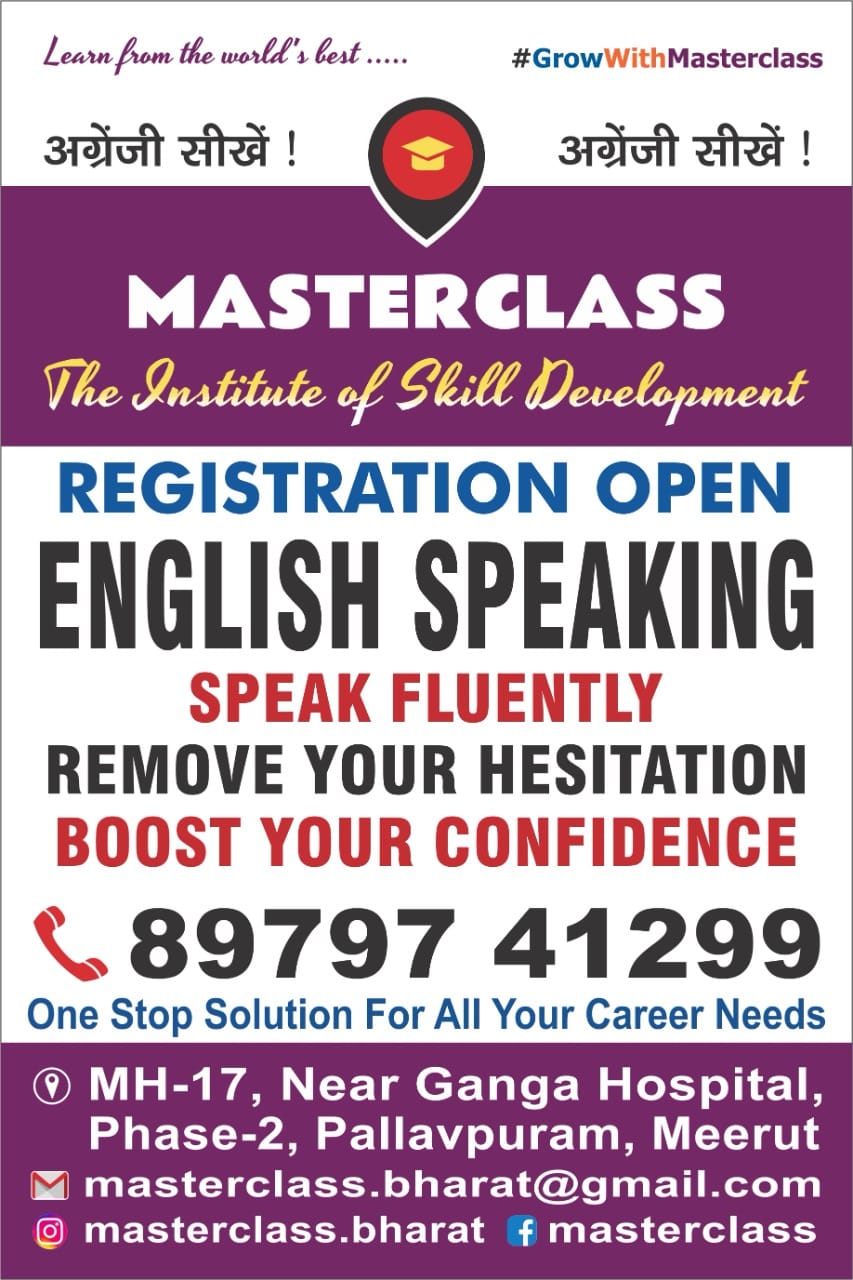 Learn from the world's best .....
#GrowWithMasterclass
अग्रेंजी सीखें !
अग्रेंजी सीखें !
MASTERCLASS
The Institute of Skill Development
REGISTRATION OPEN
ENGLISH SPEAKING
SPEAK FLUENTLY
REMOVE YOUR HESITATION
BOOST YOUR CONFIDENCE
89797 41299
One Stop Solution For All Your Career Needs
MH-17, Near Ganga Hospital,
Phase-2, Pallavpuram, Meerut
masterclass.bharat@gmail.com
masterclass.bharat masterclass